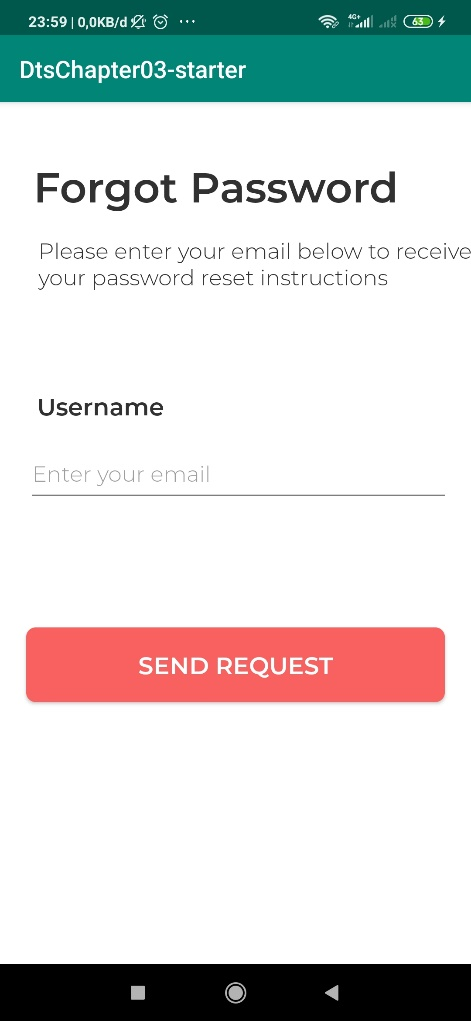 23:59 | 0,0KB/d ...
4G+
63
DtsChapter03-starter
Forgot Password
Please enter your email below to receive
your password reset instructions
Username
Enter your email
SEND REQUEST